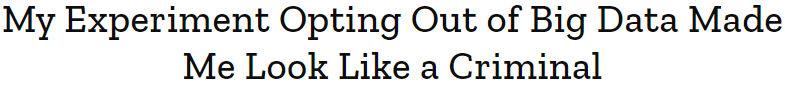 My Experiment Opting Out of Big Data Made
Me Look Like a Criminal